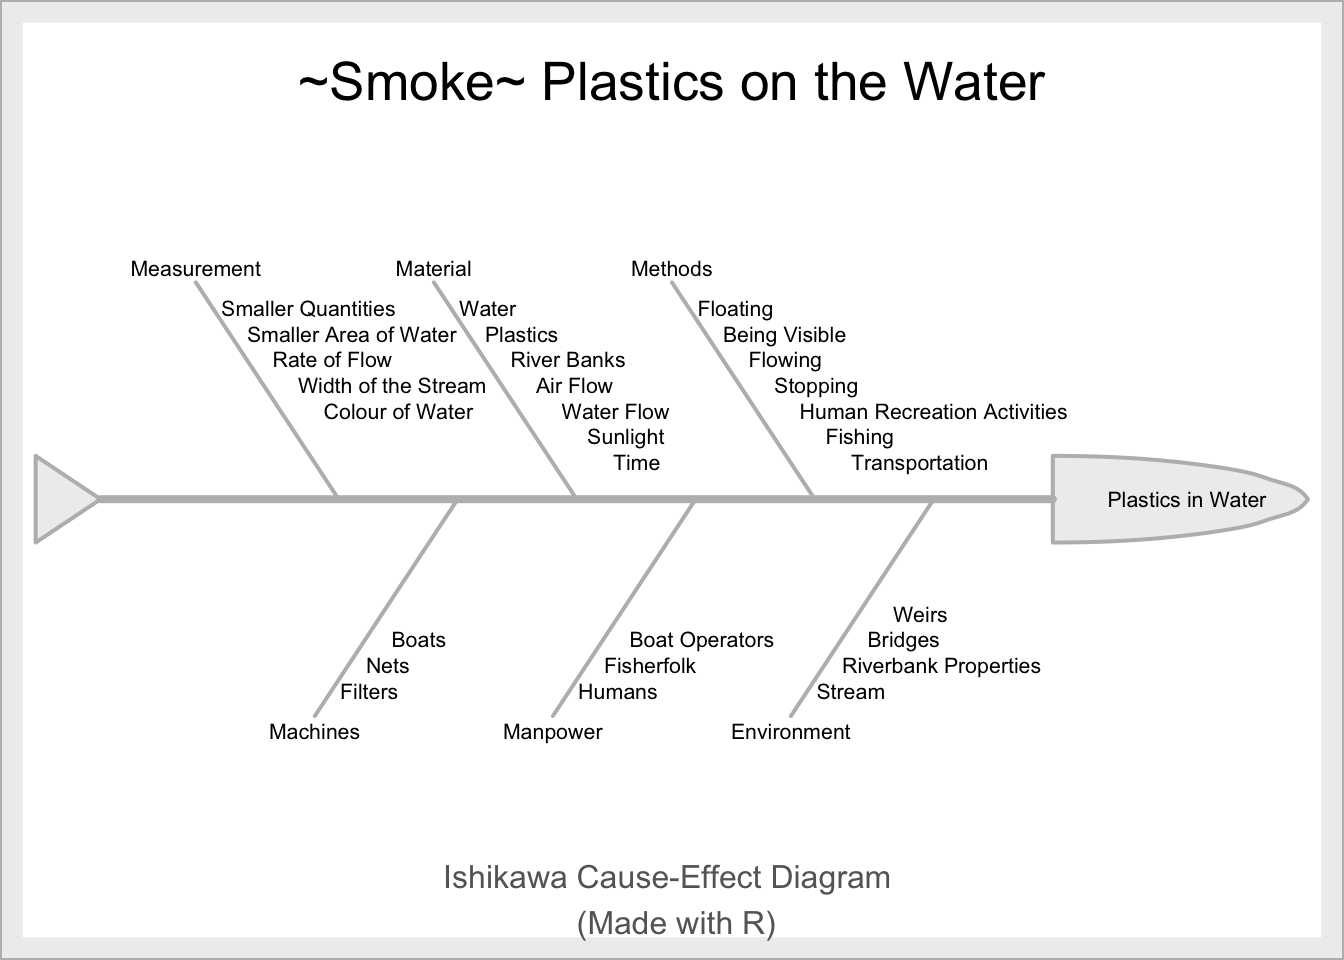 ~Smoke~ Plastics on the Water
Measurement
Smaller Quantities
Smaller Area of Water
Rate of Flow
Width of the Stream
Colour of Water
Material
Water
Plastics
River Banks
Air Flow
Water Flow
Sunlight
Time
Methods
Floating
Being Visible
Flowing
Stopping
Human Recreation Activities
Fishing
Transportation
Plastics in Water
Boats
Nets
Filters
Machines
Boat Operators
Fisherfolk
Humans
Manpower
Weirs
Bridges
Riverbank Properties
Stream
Environment
Ishikawa Cause-Effect Diagram
(Made with R)